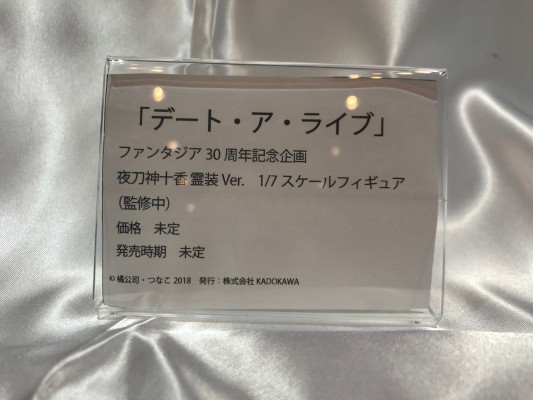 「デート・ア・ライブ」
ファンタジア 30 周年記念企画
夜刀神十香 霊装 Ver.　1/7 スケールフィギュア
（監修中）
価格　未定
発売時期　未定
© 橘公司・つなこ 2018　発行：株式会社 KADOKAWA